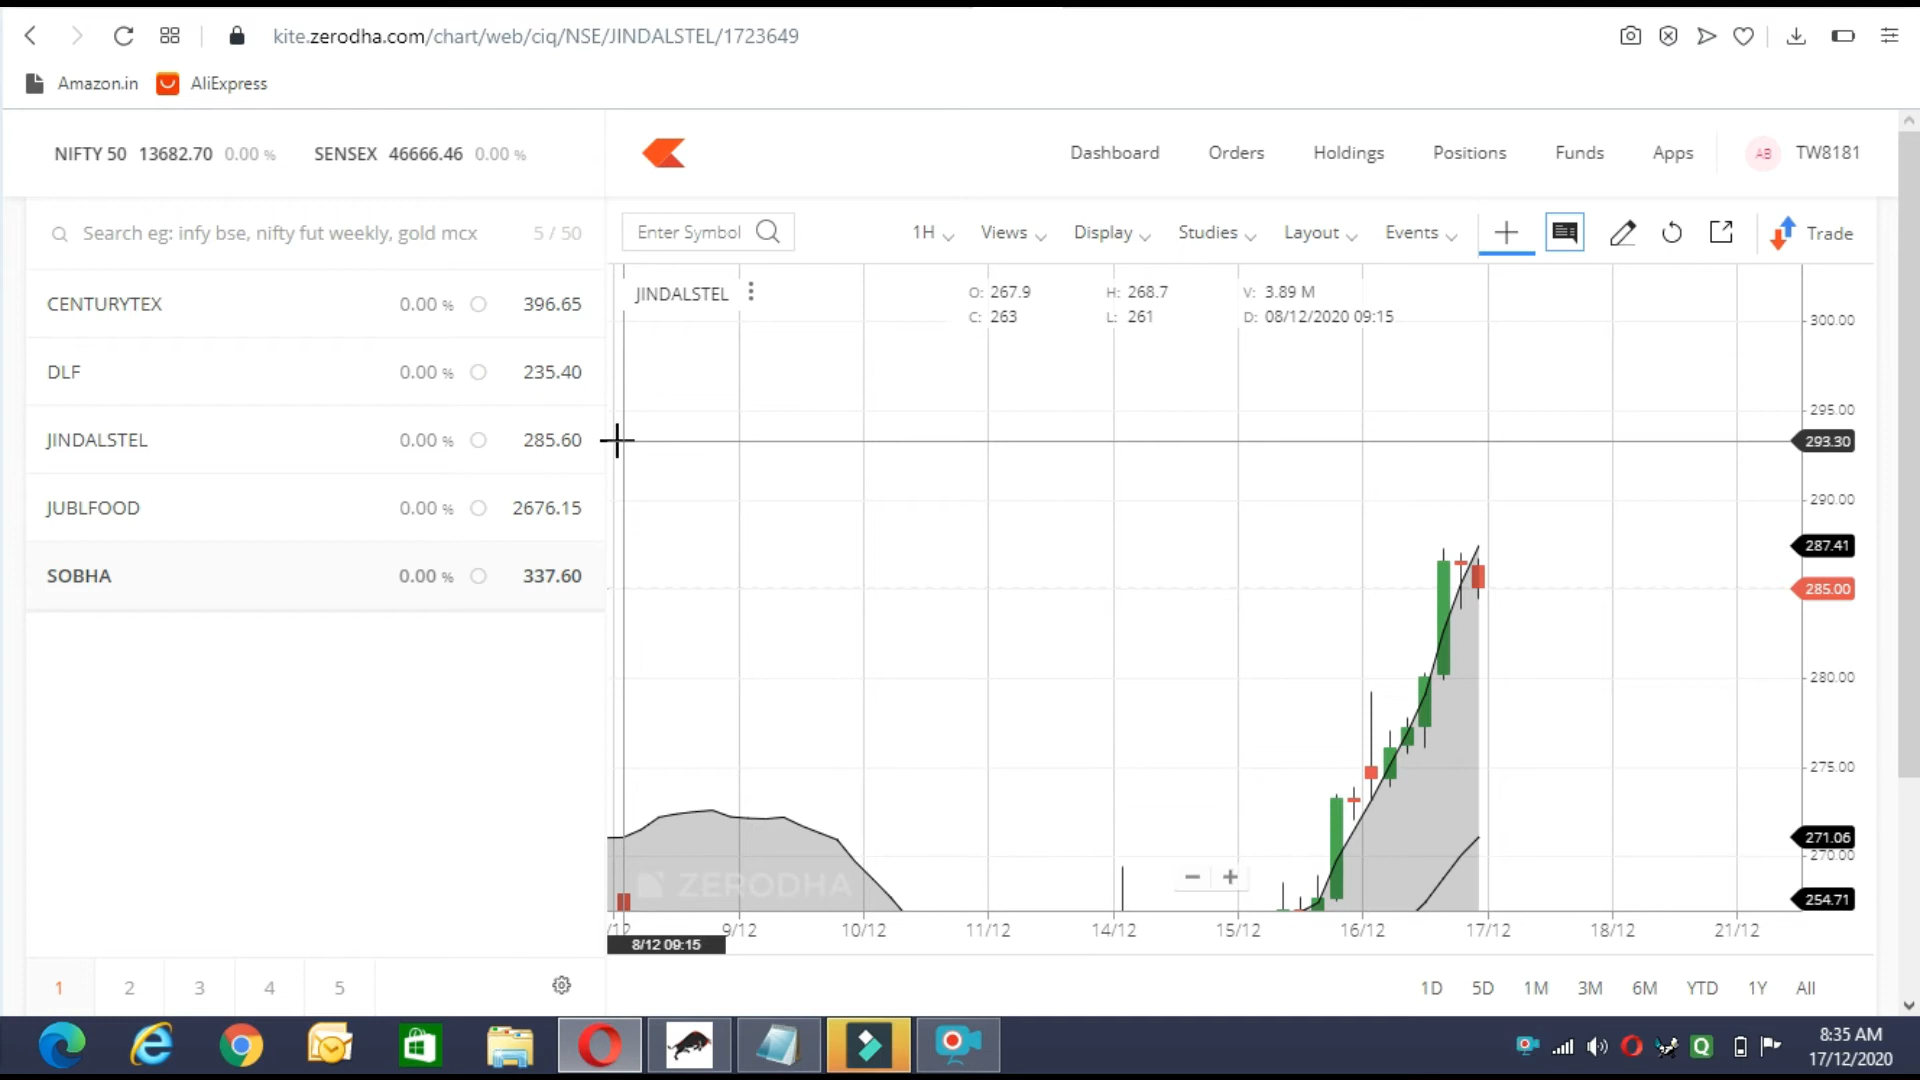 kite.zerodha.com/chart/web/ciq/NSE/JINDALSTEL/1723649
Amazon.in AliExpress
NIFTY 50 13682.70 0.00 % SENSEX 46666.46 0.00 %
Dashboard Orders Holdings Positions Funds Apps AB TW8181
Search eg: infy bse, nifty fut weekly, gold mcx 5 / 50
Enter Symbol 1H Views Display Studies Layout Events Trade
CENTURYTEX 0.00 % 396.65
DLF 0.00 % 235.40
JINDALSTEL 0.00 % 285.60
JUBLFOOD 0.00 % 2676.15
SOBHA 0.00 % 337.60
JINDALSTEL
O: 267.9 H: 268.7 V: 3.89 M
C: 263 L: 261 D: 08/12/2020 09:15
300.00
295.00
293.30
290.00
287.41
285.00
280.00
275.00
271.06
270.00
254.71
ZERODHA
/12 9/12 10/12 11/12 14/12 15/12 16/12 17/12 18/12 21/12
8/12 09:15
1 2 3 4 5
1D 5D 1M 3M 6M YTD 1Y All
8:35 AM
17/12/2020